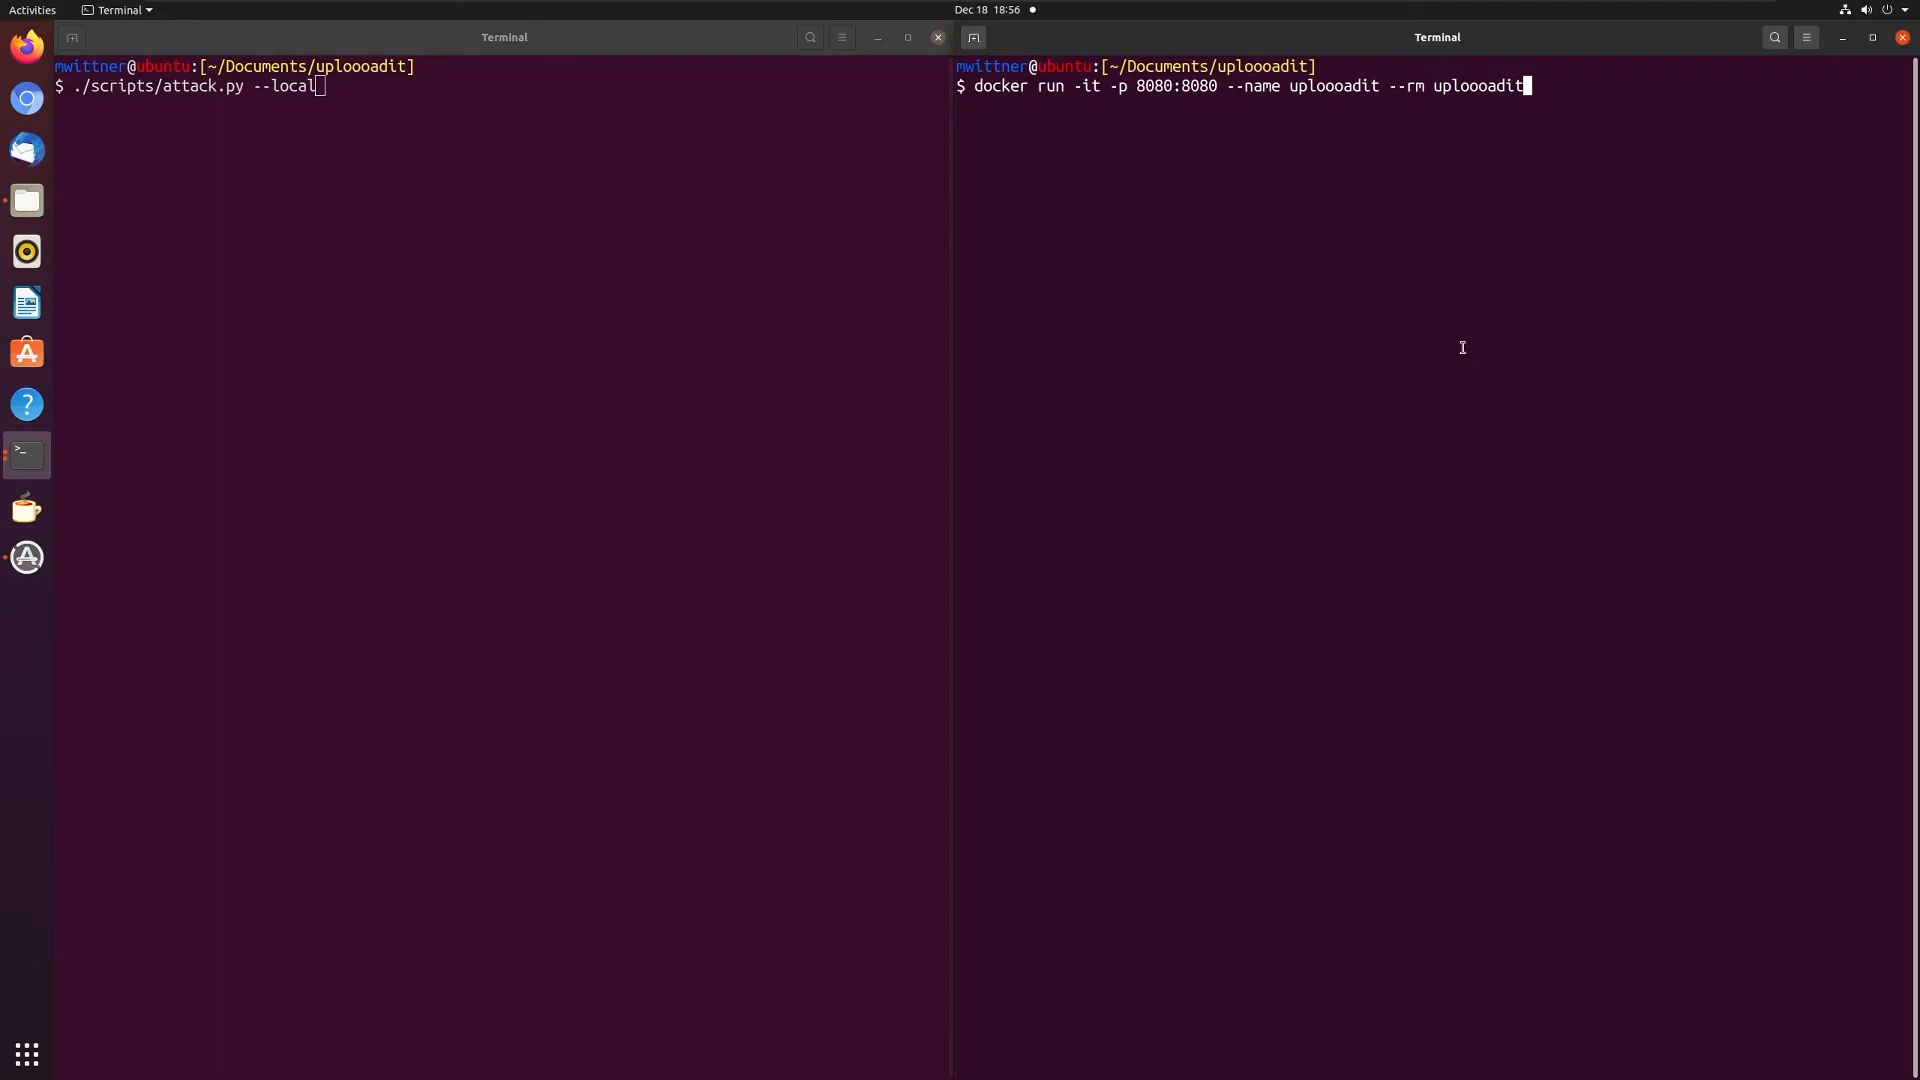 Activities
Terminal
Dec 18 18:56
Terminal
Terminal
mwittner@ubuntu:[~/Documents/uploooadit]
$ ./scripts/attack.py --local
mwittner@ubuntu:[~/Documents/uploooadit]
$ docker run -it -p 8080:8080 --name uploooadit --rm uploooadit